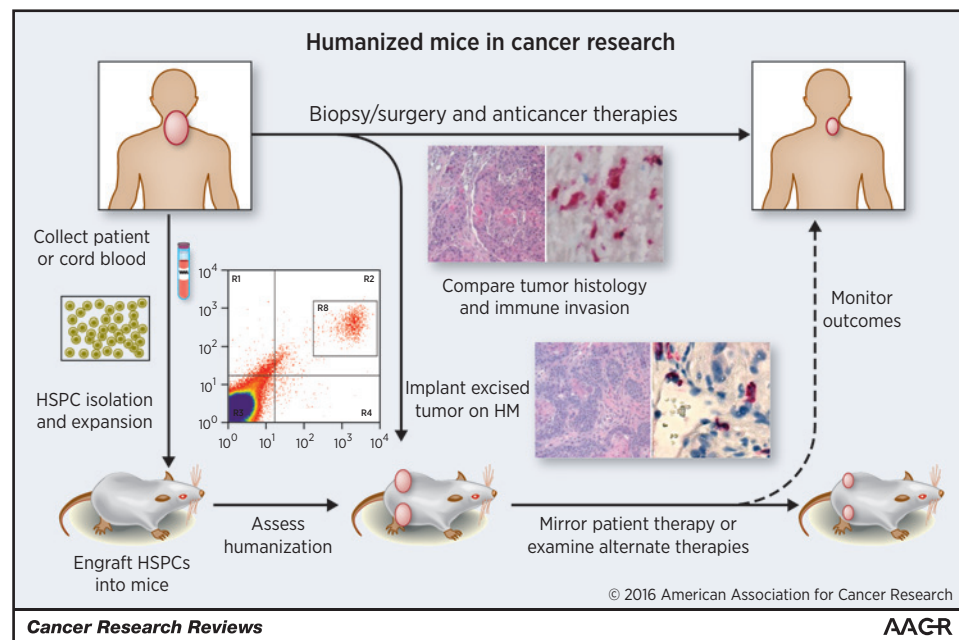 Humanized mice in cancer research
Biopsy/surgery and anticancer therapies
Collect patient
or cord blood
HSPC isolation
and expansion
10⁴
10³
10²
10¹
10⁰
R1
R2
R8
R3
R4
10⁰ 10¹ 10² 10³ 10⁴
Compare tumor histology
and immune invasion
Implant excised
tumor on HM
Monitor
outcomes
Engraft HSPCs
into mice
Assess
humanization
Mirror patient therapy or
examine alternate therapies
© 2016 American Association for Cancer Research
Cancer Research Reviews
AACR